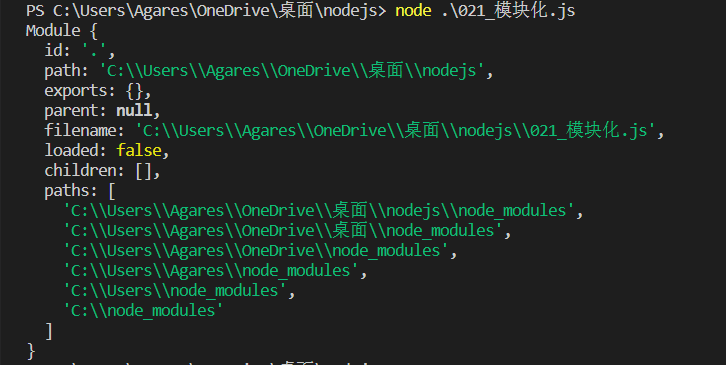 PS C:\Users\Agares\OneDrive\桌面\nodejs> node .\021_模块化.js
Module {
  id: '.',
  path: 'C:\\Users\\Agares\\OneDrive\\桌面\\nodejs',
  exports: {},
  parent: null,
  filename: 'C:\\Users\\Agares\\OneDrive\\桌面\\nodejs\\021_模块化.js',
  loaded: false,
  children: [],
  paths: [
    'C:\\Users\\Agares\\OneDrive\\桌面\\nodejs\\node_modules',
    'C:\\Users\\Agares\\OneDrive\\桌面\\node_modules',
    'C:\\Users\\Agares\\OneDrive\\node_modules',
    'C:\\Users\\Agares\\node_modules',
    'C:\\Users\\node_modules',
    'C:\\node_modules'
  ]
}